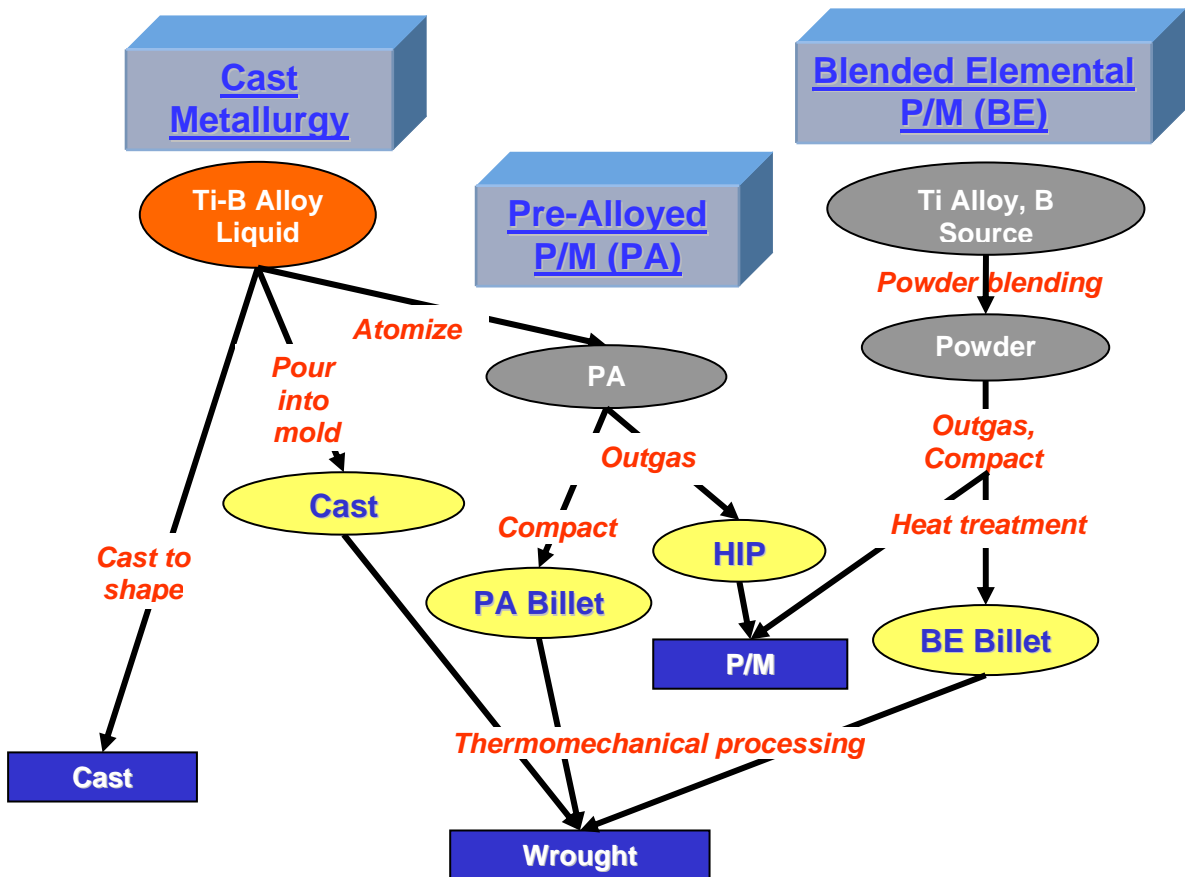 Cast
Metallurgy
Blended Elemental
P/M (BE)
Ti-B Alloy
Liquid
Pre-Alloyed
P/M (PA)
Ti Alloy, B
Source
Powder blending
Atomize
Powder
Pour
into
mold
PA
Outgas
Outgas,
Compact
Cast
Compact
HIP
Heat treatment
Cast to
shape
PA Billet
BE Billet
P/M
Thermomechanical processing
Cast
Wrought